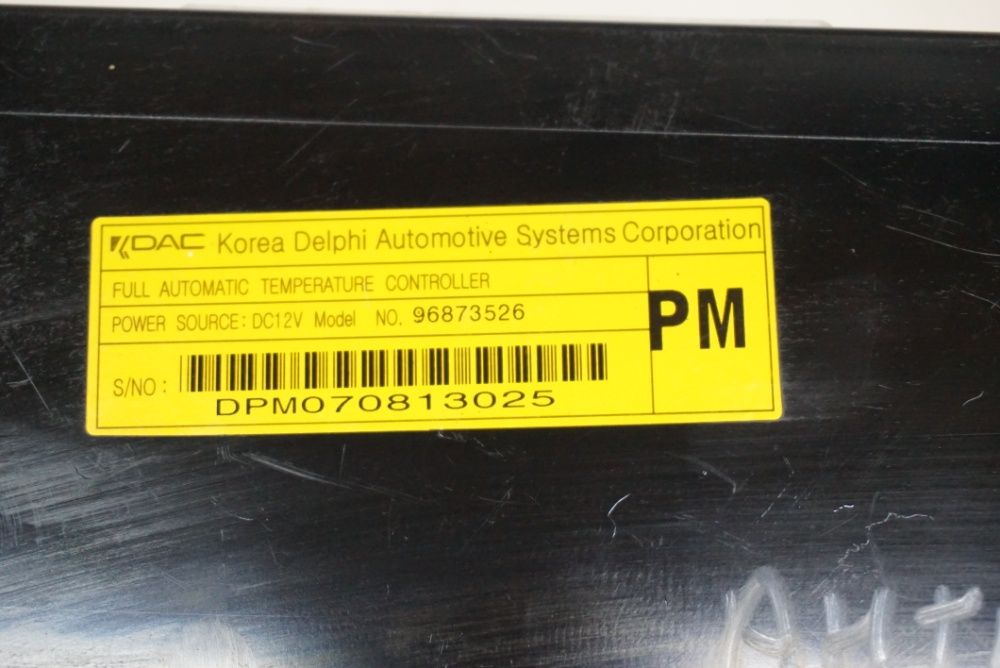 KDAC Korea Delphi Automotive Systems Corporation
FULL AUTOMATIC TEMPERATURE CONTROLLER
POWER SOURCE: DC12V Model NO. 96873526
PM
S/NO :
DPM070813025